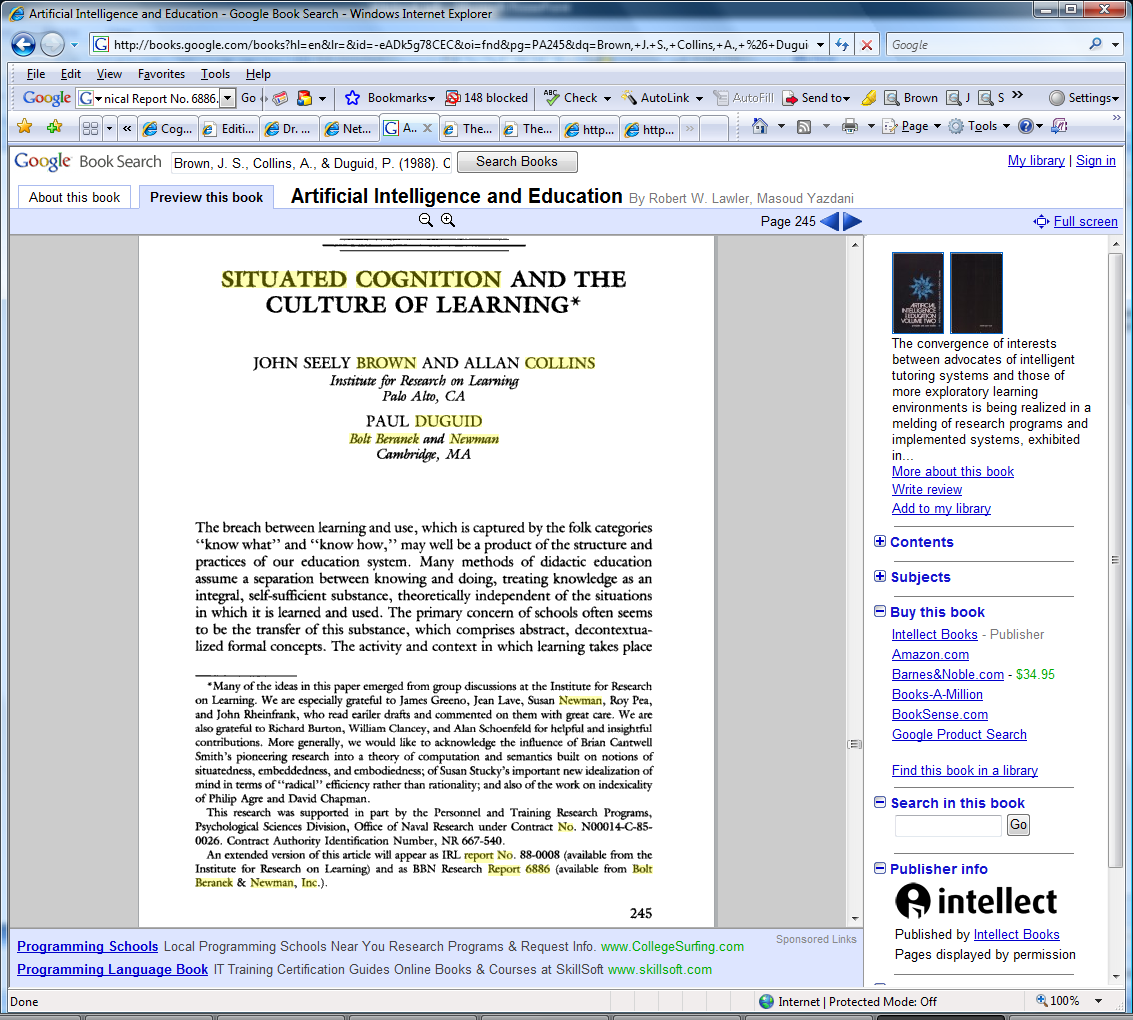 Artificial Intelligence and Education - Google Book Search - Windows Internet Explorer
http://books.google.com/books?hl=en&lr=&id=-eADk5g78CEC&oi=fnd&pg=PA245&dq=Brown,+J.+S.,+Collins,+A.,+%26+Dugui
Google
File Edit View Favorites Tools Help
Google nical Report No. 6886. Go Bookmarks 148 blocked ABC Check AutoLink AutoFill Send to Brown J S » Settings
« Cog... Editi... Dr. ... Net... A... X The... The... http... http... » Page Tools »
Google Book Search Brown, J. S., Collins, A., & Duguid, P. (1988). C Search Books My library | Sign in
About this book Preview this book Artificial Intelligence and Education By Robert W. Lawler, Masoud Yazdani
Page 245 Full screen
SITUATED COGNITION AND THE
CULTURE OF LEARNING*
JOHN SEELY BROWN AND ALLAN COLLINS
Institute for Research on Learning
Palo Alto, CA
PAUL DUGUID
Bolt Beranek and Newman
Cambridge, MA
The breach between learning and use, which is captured by the folk categories
“know what” and “know how,” may well be a product of the structure and
practices of our education system. Many methods of didactic education
assume a separation between knowing and doing, treating knowledge as an
integral, self-sufficient substance, theoretically independent of the situations
in which it is learned and used. The primary concern of schools often seems
to be the transfer of this substance, which comprises abstract, decontextua-
lized formal concepts. The activity and context in which learning takes place
*Many of the ideas in this paper emerged from group discussions at the Institute for Research
on Learning. We are especially grateful to James Greeno, Jean Lave, Susan Newman, Roy Pea,
and John Rheinfrank, who read eariler drafts and commented on them with great care. We are
also grateful to Richard Burton, William Clancey, and Alan Schoenfeld for helpful and insightful
contributions. More generally, we would like to acknowledge the influence of Brian Cantwell
Smith's pioneering research into a theory of computation and semantics built on notions of
situatedness, embeddedness, and embodiedness; of Susan Stucky's important new idealization of
mind in terms of “radical” efficiency rather than rationality; and also of the work on indexicality
of Philip Agre and David Chapman.
This research was supported in part by the Personnel and Training Research Programs,
Psychological Sciences Division, Office of Naval Research under Contract No. N00014-C-85-
0026. Contract Authority Identification Number, NR 667-540.
An extended version of this article will appear as IRL report No. 88-0008 (available from the
Institute for Research on Learning) and as BBN Research Report 6886 (available from Bolt
Beranek & Newman, Inc.).
245
ARTIFICIAL
INTELLIGENCE
& EDUCATION
VOLUME TWO
The convergence of interests
between advocates of intelligent
tutoring systems and those of
more exploratory learning
environments is being realized in a
melding of research programs and
implemented systems, exhibited
in...
More about this book
Write review
Add to my library
Contents
Subjects
Buy this book
Intellect Books - Publisher
Amazon.com
Barnes&Noble.com - $34.95
Books-A-Million
BookSense.com
Google Product Search
Find this book in a library
Search in this book
Go
Publisher info
intellect
Published by Intellect Books
Pages displayed by permission
Programming Schools Local Programming Schools Near You Research Programs & Request Info. www.CollegeSurfing.com
Sponsored Links
Programming Language Book IT Training Certification Guides Online Books & Courses at SkillSoft www.skillsoft.com
Done Internet | Protected Mode: Off 100%